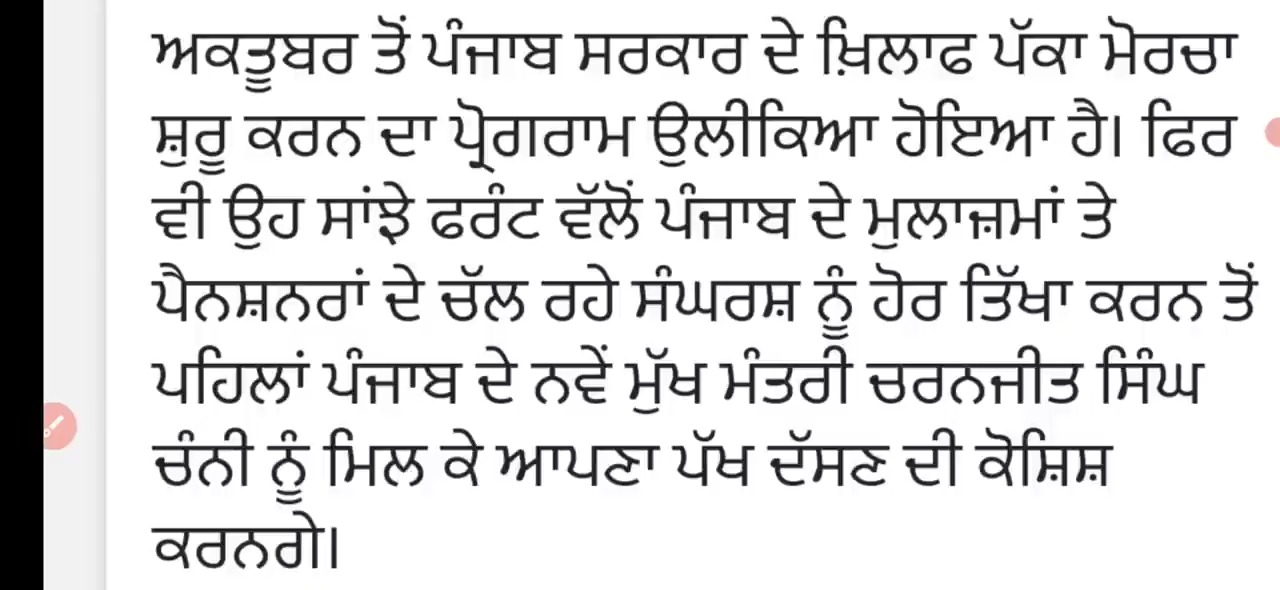 ਅਕਤੂਬਰ ਤੋਂ ਪੰਜਾਬ ਸਰਕਾਰ ਦੇ ਖ਼ਿਲਾਫ ਪੱਕਾ ਮੋਰਚਾ
ਸ਼ੁਰੂ ਕਰਨ ਦਾ ਪ੍ਰੋਗਰਾਮ ਉਲੀਕਿਆ ਹੋਇਆ ਹੈ। ਫਿਰ
ਵੀ ਉਹ ਸਾਂਝੇ ਫਰੰਟ ਵੱਲੋਂ ਪੰਜਾਬ ਦੇ ਮੁਲਾਜ਼ਮਾਂ ਤੇ
ਪੈਨਸ਼ਨਰਾਂ ਦੇ ਚੱਲ ਰਹੇ ਸੰਘਰਸ਼ ਨੂੰ ਹੋਰ ਤਿੱਖਾ ਕਰਨ ਤੋਂ
ਪਹਿਲਾਂ ਪੰਜਾਬ ਦੇ ਨਵੇਂ ਮੁੱਖ ਮੰਤਰੀ ਚਰਨਜੀਤ ਸਿੰਘ
ਚੰਨੀ ਨੂੰ ਮਿਲ ਕੇ ਆਪਣਾ ਪੱਖ ਦੱਸਣ ਦੀ ਕੋਸ਼ਿਸ਼
ਕਰਨਗੇ।